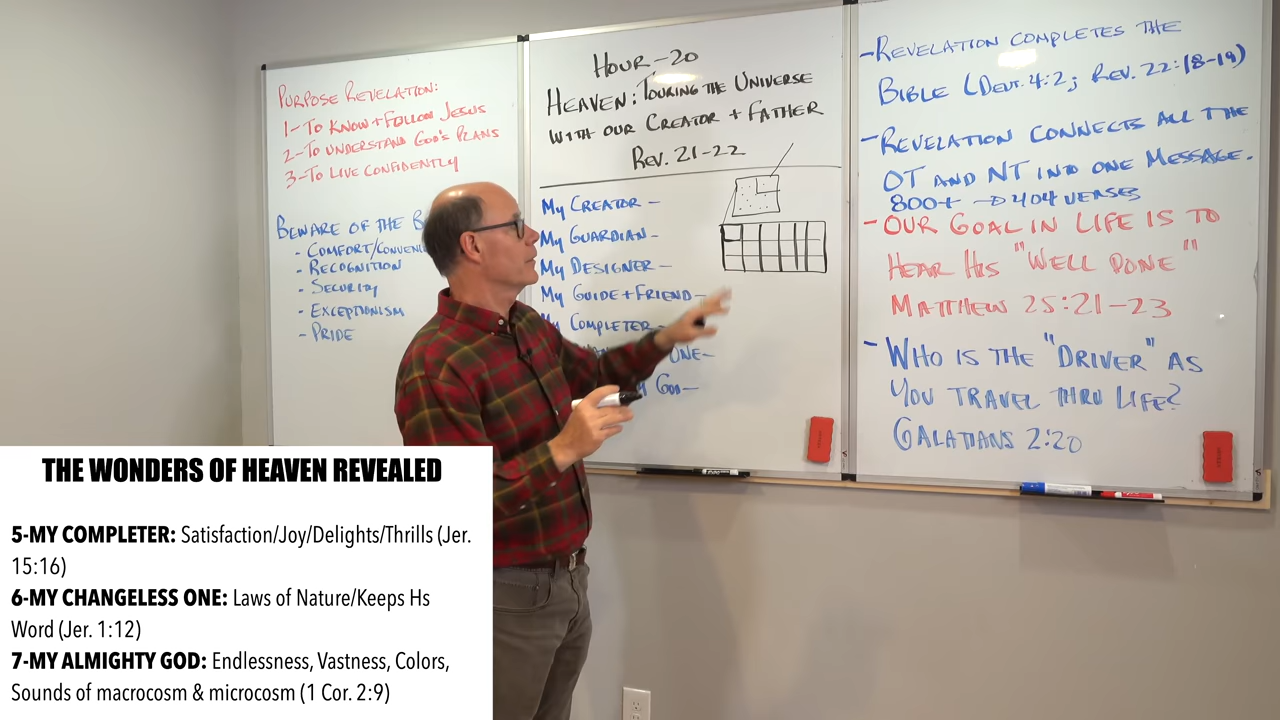 PURPOSE REVELATION:
1-TO KNOW+FOLLOW JESUS
2-TO UNDERSTAND GOD'S PLANS
3-TO LIVE CONFIDENTLY
BEWARE OF THE B
- COMFORT/CONVENIE
- RECOGNITION
- SECURITY
- EXCEPTIONISM
- PRIDE
HOUR-20
HEAVEN: TOURING THE UNIVERSE
WITH OUR CREATOR + FATHER
REV. 21-22
MY CREATOR -
MY GUARDIAN -
MY DESIGNER -
MY GUIDE+FRIEND-
MY COMPLETER -
ONE-
GOD-
-REVELATION COMPLETES THE
BIBLE (DEUT. 4:2; REV. 22:18-19)
-REVELATION CONNECTS ALL THE
OT AND NT INTO ONE MESSAGE.
800+ → 404 VERSES
-OUR GOAL IN LIFE IS TO
HEAR HIS "WELL DONE"
MATTHEW 25:21-23
-WHO IS THE "DRIVER" AS
YOU TRAVEL THRU LIFE?
GALATIANS 2:20
THE WONDERS OF HEAVEN REVEALED
5-MY COMPLETER: Satisfaction/Joy/Delights/Thrills (Jer.
15:16)
6-MY CHANGELESS ONE: Laws of Nature/Keeps Hs
Word (Jer. 1:12)
7-MY ALMIGHTY GOD: Endlessness, Vastness, Colors,
Sounds of macrocosm & microcosm (1 Cor. 2:9)